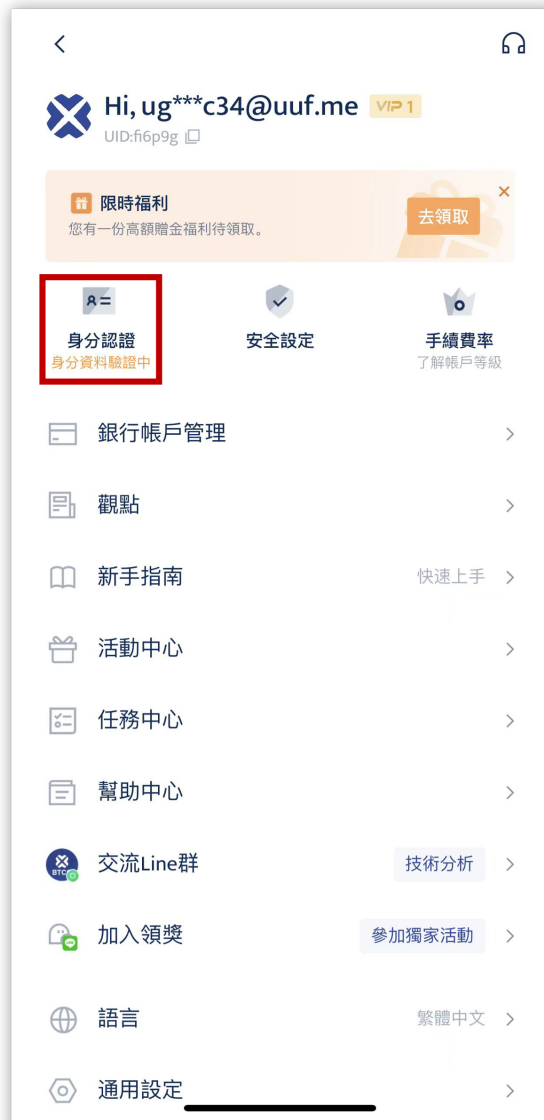 Hi, ug***c34@uuf.me VIP 1
UID:fi6p9g
限時福利
您有一份高額贈金福利待領取。
去領取
身分認證
身分資料驗證中
安全設定
手續費率
了解帳戶等級
銀行帳戶管理
觀點
新手指南 快速上手
活動中心
任務中心
幫助中心
BTC
交流Line群 技術分析
加入領獎 參加獨家活動
語言 繁體中文
通用設定